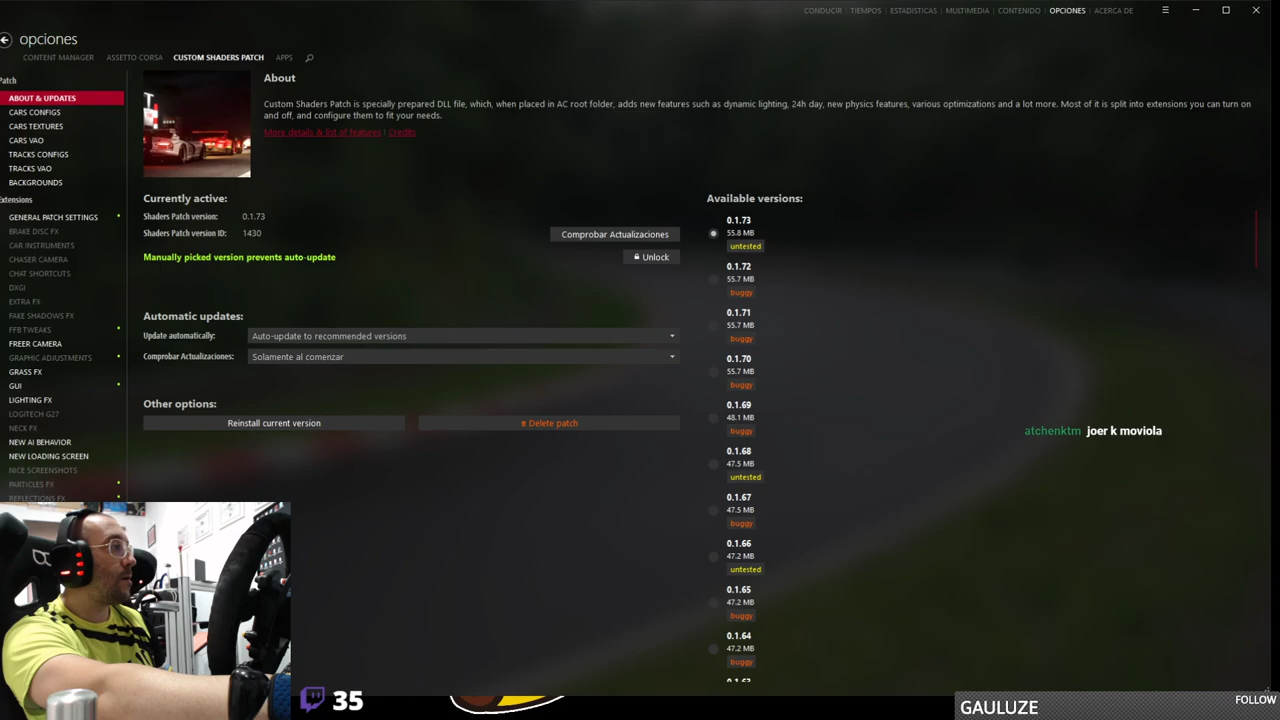 CONDUCIR | TIEMPOS | ESTADISTICAS | MULTIMEDIA | CONTENIDO | OPCIONES | ACERCA DE
opciones
CONTENT MANAGER ASSETTO CORSA CUSTOM SHADERS PATCH APPS
Patch
ABOUT & UPDATES
CARS CONFIGS
CARS TEXTURES
CARS VAO
TRACKS CONFIGS
TRACKS VAO
BACKGROUNDS
Extensions
GENERAL PATCH SETTINGS
BRAKE DISC FX
CAR INSTRUMENTS
CHASER CAMERA
CHAT SHORTCUTS
DXGI
EXTRA FX
FAKE SHADOWS FX
FFB TWEAKS
FREER CAMERA
GRAPHIC ADJUSTMENTS
GRASS FX
GUI
LIGHTING FX
LOGITECH G27
NECK FX
NEW AI BEHAVIOR
NEW LOADING SCREEN
NICE SCREENSHOTS
PARTICLES FX
REFLECTIONS FX
About
Custom Shaders Patch is specially prepared DLL file, which, when placed in AC root folder, adds new features such as dynamic lighting, 24h day, new physics features, various optimizations and a lot more. Most of it is split into extensions you can turn on
and off, and configure them to fit your needs.
More details & list of features | Credits
Currently active:
Shaders Patch version: 0.1.73
Shaders Patch version ID: 1430
Comprobar Actualizaciones
Manually picked version prevents auto-update
Unlock
Automatic updates:
Update automatically: Auto-update to recommended versions
Comprobar Actualizaciones: Solamente al comenzar
Other options:
Reinstall current version Delete patch
Available versions:
0.1.73
55.8 MB
untested
0.1.72
55.7 MB
buggy
0.1.71
55.7 MB
buggy
0.1.70
55.7 MB
buggy
0.1.69
48.1 MB
buggy
0.1.68
47.5 MB
untested
0.1.67
47.5 MB
buggy
0.1.66
47.2 MB
untested
0.1.65
47.2 MB
buggy
0.1.64
47.2 MB
buggy
0.1.63
atchenktm joer k moviola
35
GAULUZE
FOLLOW